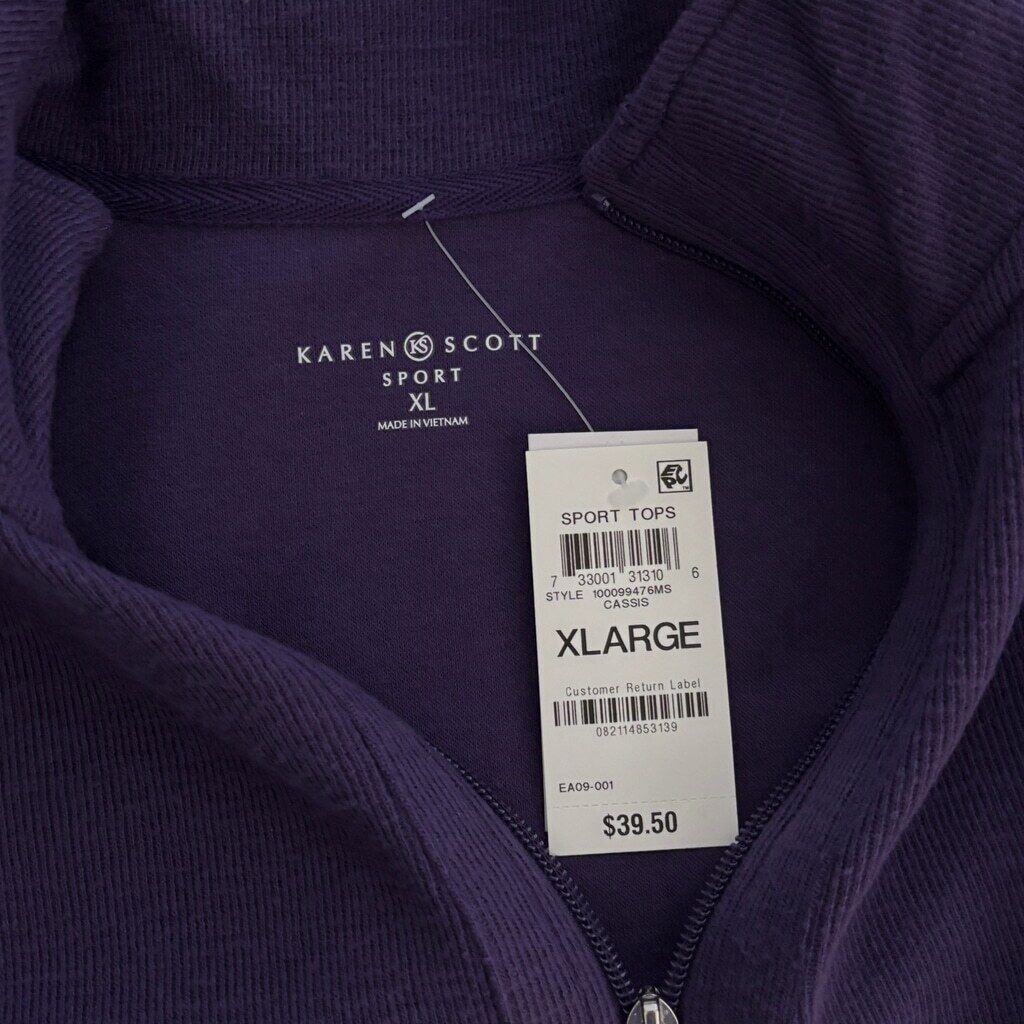 KAREN KS SCOTT
SPORT
XL
MADE IN VIETNAM
EPC™
SPORT TOPS
7 33001 31310 6
STYLE 100099476MS
CASSIS
XLARGE
Customer Return Label
082114853139
EA09-001
$39.50